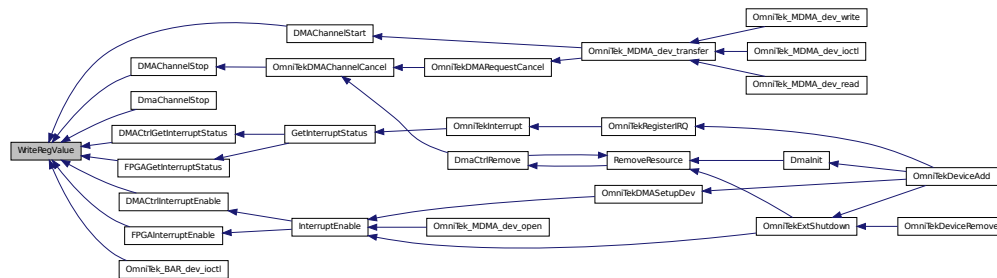 OmniTek_MDMA_dev_write
DMAChannelStart
OmniTek_MDMA_dev_transfer
OmniTek_MDMA_dev_ioctl
DMAChannelStop
OmniTekDMAChannelCancel
OmniTekDMARequestCancel
OmniTek_MDMA_dev_read
DmaChannelStop
DMACtrlGetInterruptStatus
GetInterruptStatus
OmniTekInterrupt
OmniTekRegisterIRQ
WriteRegValue
FPGAGetInterruptStatus
DmaCtrlRemove
RemoveResource
DmaInit
OmniTekDeviceAdd
DMACtrlInterruptEnable
OmniTekDMASetupDev
FPGAInterruptEnable
InterruptEnable
OmniTek_MDMA_dev_open
OmniTekExtShutdown
OmniTekDeviceRemove
OmniTek_BAR_dev_ioctl